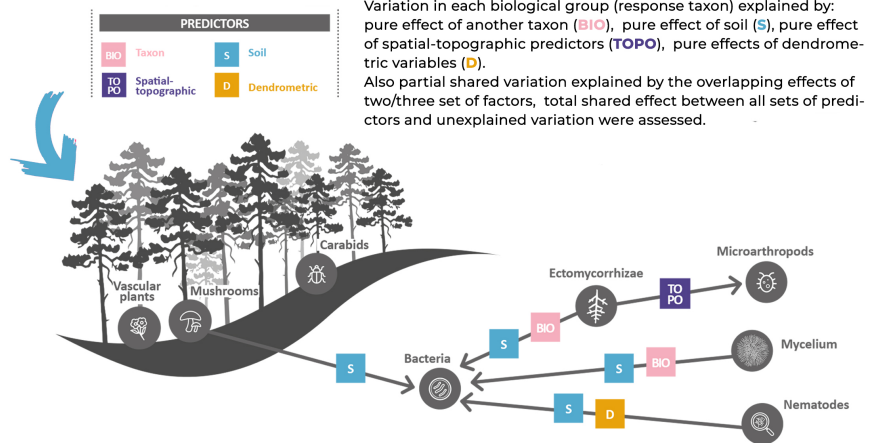 PREDICTORS
BIO Taxon
S Soil
TO
PO
Spatial-
topographic
D Dendrometric
Variation in each biological group (response taxon) explained by:
pure effect of another taxon (BIO), pure effect of soil (S), pure effect
of spatial-topographic predictors (TOPO), pure effects of dendrome-
tric variables (D).
Also partial shared variation explained by the overlapping effects of
two/three set of factors, total shared effect between all sets of predi-
ctors and unexplained variation were assessed.
Carabids
Vascular
plants
Mushrooms
Microarthropods
Ectomycorrhizae
TO
PO
BIO
S
Mycelium
Bacteria
S
S
BIO
Nematodes
S
D